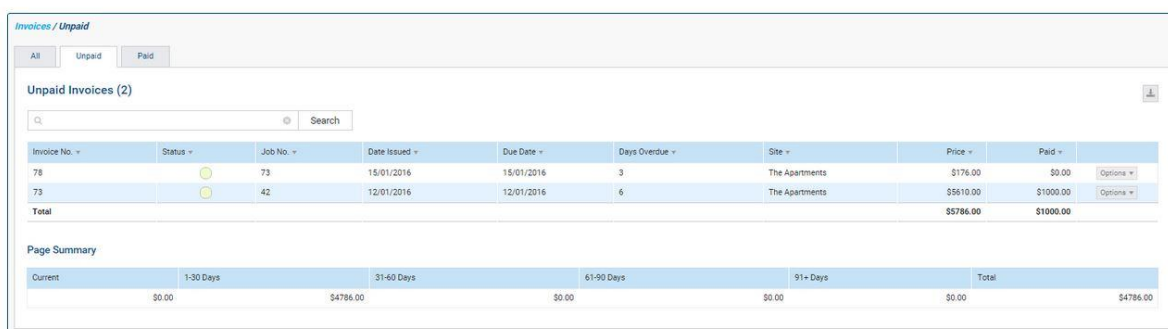 Invoices / Unpaid
All Unpaid Paid
Unpaid Invoices (2)
Search
Invoice No. Status Job No. Date Issued Due Date Days Overdue Site Price Paid
78 73 15/01/2016 15/01/2016 3 The Apartments $176.00 $0.00 Options
73 42 12/01/2016 12/01/2016 6 The Apartments $5610.00 $1000.00 Options
Total $5786.00 $1000.00
Page Summary
Current 1-30 Days 31-60 Days 61-90 Days 91+ Days Total
$0.00 $4786.00 $0.00 $0.00 $0.00 $4786.00